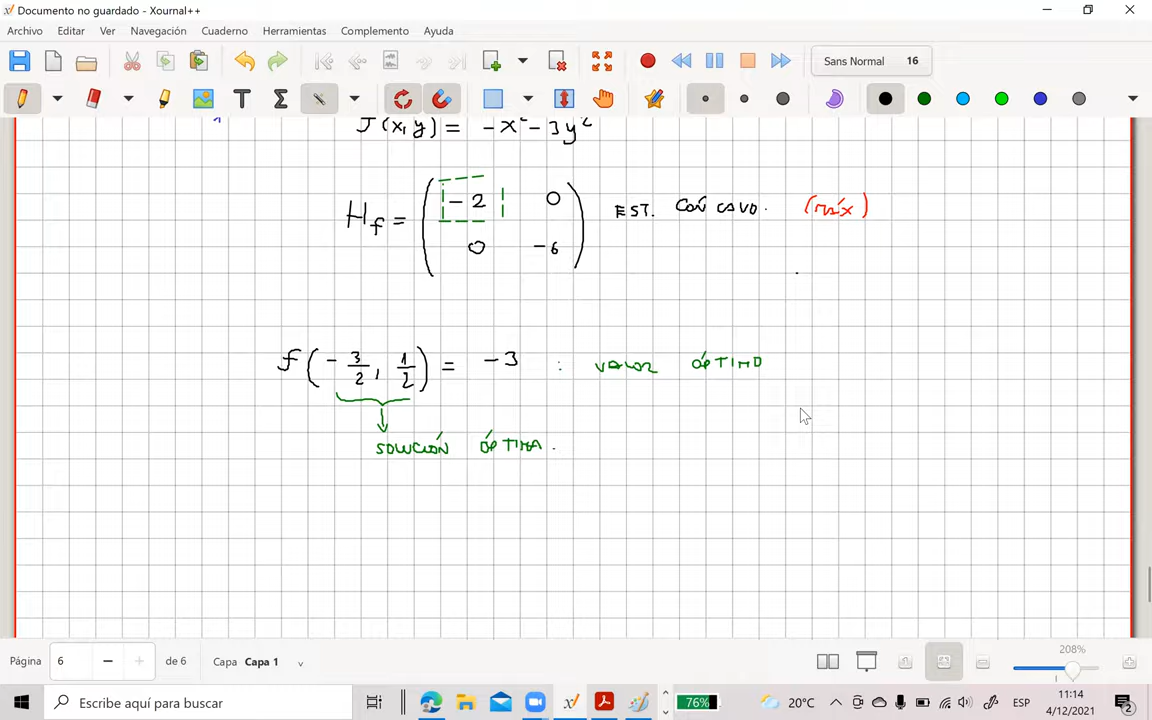 Documento no guardado - Xournal++
Archivo Editar Ver Navegación Cuaderno Herramientas Complemento Ayuda
Sans Normal 16
f(x,y) = -x² - 3y²
H_f = ( -2 0
0 -6 )
EST. CÓNCAVO. (máx)
f(-3/2, 1/2) = -3 : VALOR ÓPTIMO
SOLUCIÓN ÓPTIMA.
Página 6 de 6 Capa Capa 1 208%
Escribe aquí para buscar 76% 20°C ESP 11:14
4/12/2021
2